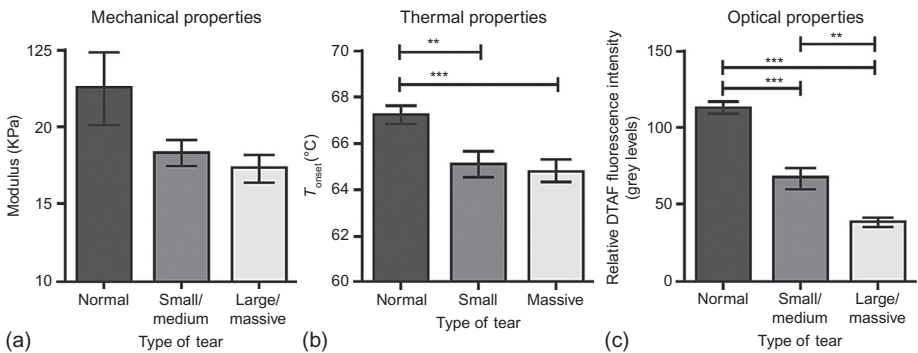 Mechanical properties
125
20
15
10
Modulus (KPa)
Normal
Small/
medium
Large/
massive
Type of tear
(a)
Thermal properties
70
68
66
64
62
60
Tonset (°C)
**
***
Normal
Small
Massive
Type of tear
(b)
Optical properties
150
100
50
0
Relative DTAF fluorescence intensity
(grey levels)
**
***
***
Normal
Small/
medium
Large/
massive
Type of tear
(c)